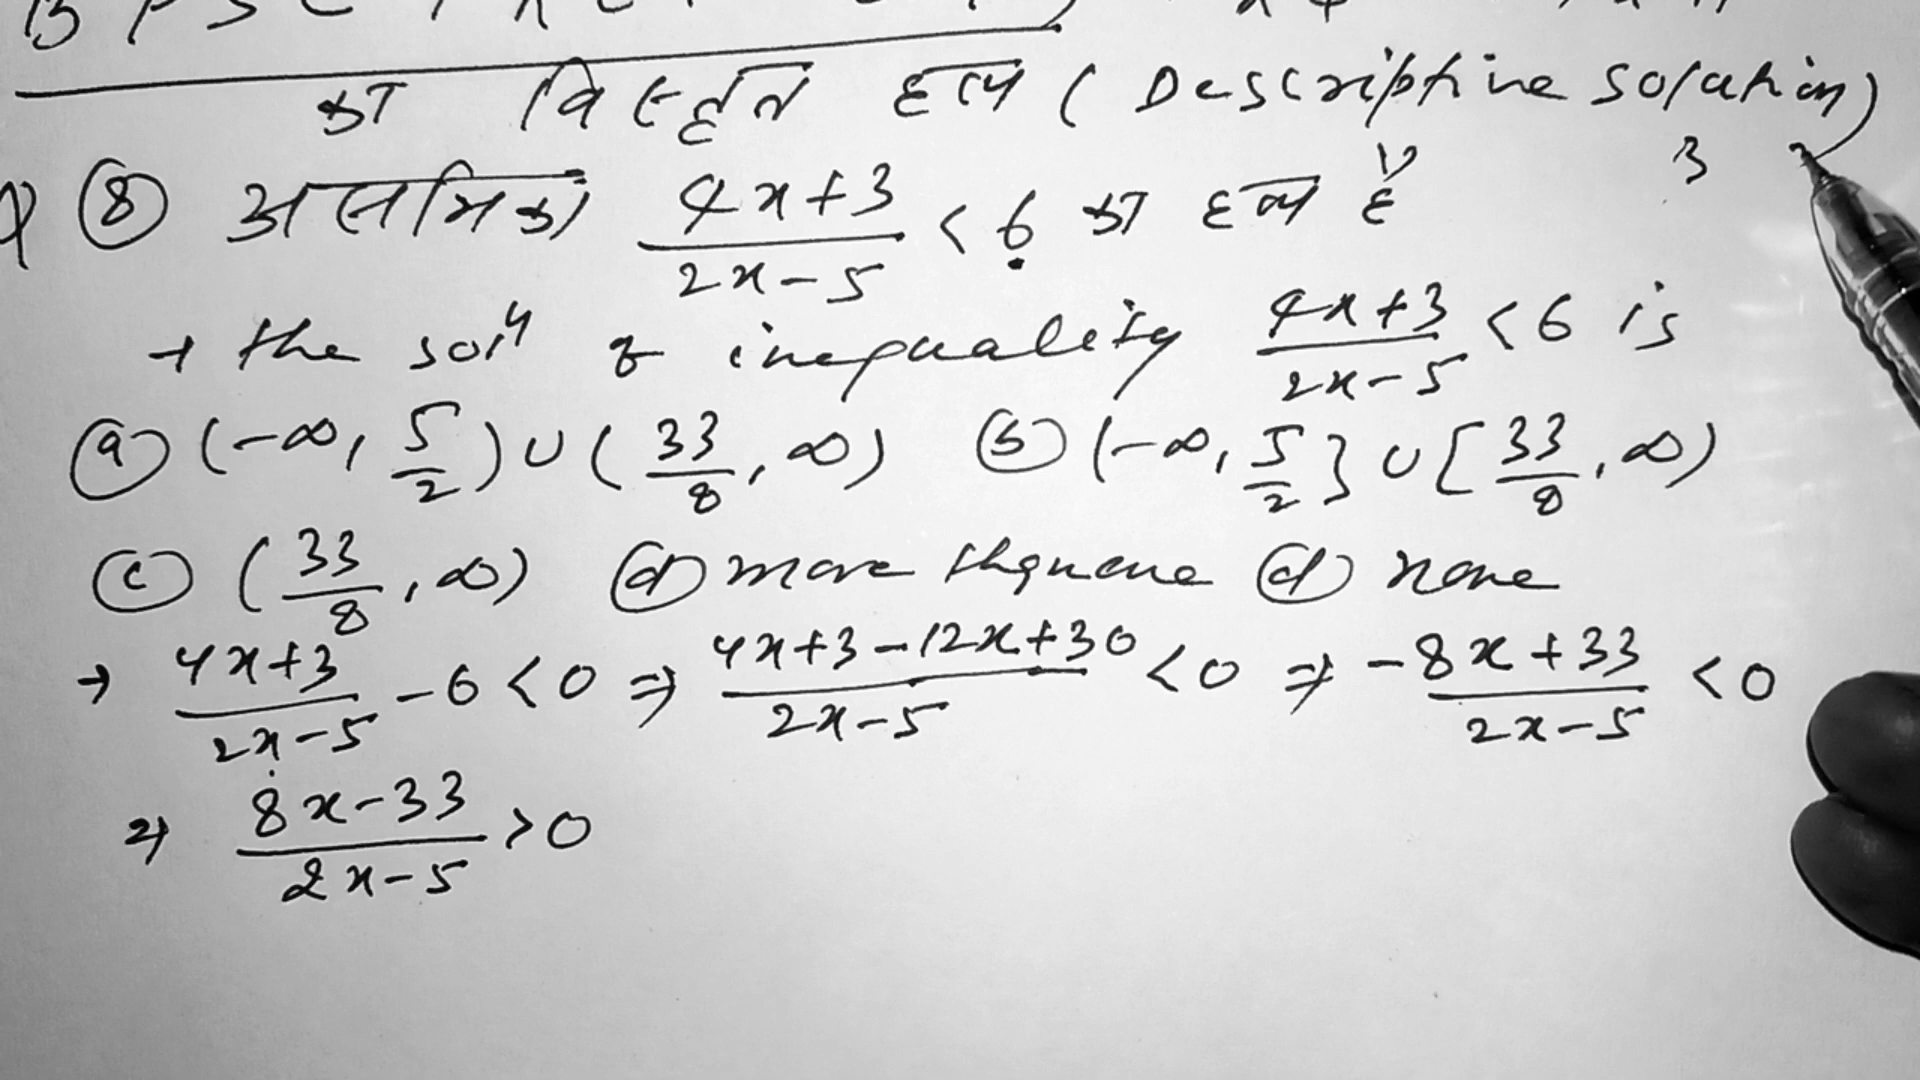 का विस्तृत हल ( Descriptive solution)
Q ⑧ असमिका (4x+3)/(2x-5) < 6 का हल है
→ the solⁿ of inequality (4x+3)/(2x-5) < 6 is
ⓐ (-∞, 5/2) ∪ (33/8, ∞) ⓑ (-∞, 5/2] ∪ [33/8, ∞)
ⓒ (33/8, ∞) ⓓ more than one ⓓ none
→ (4x+3)/(2x-5) - 6 < 0 ⇒ (4x+3-12x+30)/(2x-5) < 0 ⇒ (-8x+33)/(2x-5) < 0
⇒ (8x-33)/(2x-5) > 0